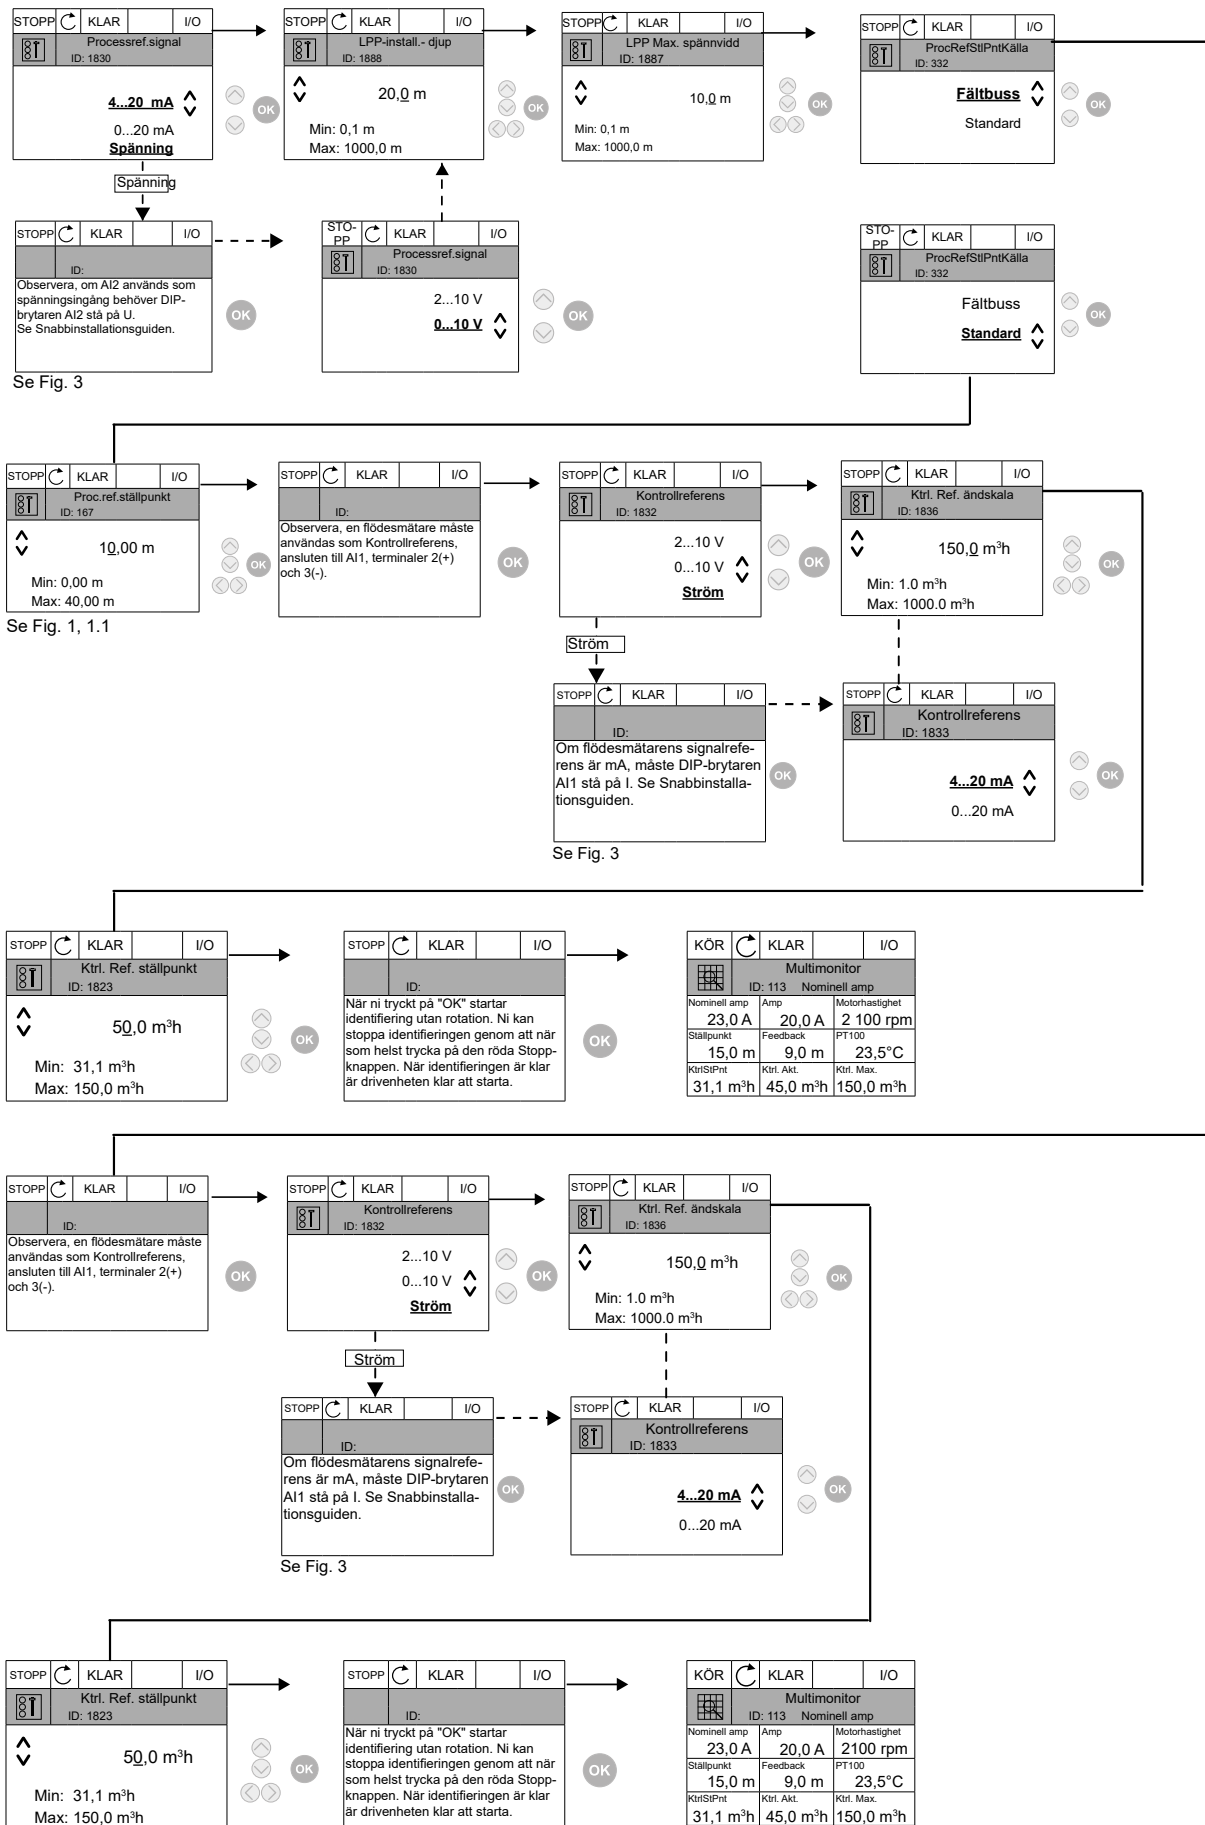 STOPP KLAR I/O
Processref.signal
ID: 1830
4...20 mA
0...20 mA
Spänning
OK
STOPP KLAR I/O
LPP-install.- djup
ID: 1888
20,0 m
Min: 0,1 m
Max: 1000,0 m
OK
STOPP KLAR I/O
LPP Max. spännvidd
ID: 1887
10,0 m
Min: 0,1 m
Max: 1000,0 m
OK
STOPP KLAR I/O
ProcRefStlPntKälla
ID: 332
Fältbuss
Standard
OK
Spänning
STOPP KLAR I/O
ID:
Observera, om AI2 används som
spänningsingång behöver DIP-
brytaren AI2 stå på U.
Se Snabbinstallationsguiden.
OK
Se Fig. 3
STO-
PP KLAR I/O
Processref.signal
ID: 1830
2...10 V
0...10 V
OK
STO-
PP KLAR I/O
ProcRefStlPntKälla
ID: 332
Fältbuss
Standard
OK
STOPP KLAR I/O
Proc.ref.ställpunkt
ID: 167
10,00 m
Min: 0,00 m
Max: 40,00 m
OK
Se Fig. 1, 1.1
STOPP KLAR I/O
ID:
Observera, en flödesmätare måste
användas som Kontrollreferens,
ansluten till AI1, terminaler 2(+)
och 3(-).
OK
STOPP KLAR I/O
Kontrollreferens
ID: 1832
2...10 V
0...10 V
Ström
OK
STOPP KLAR I/O
Ktrl. Ref. ändskala
ID: 1836
150,0 m³h
Min: 1.0 m³h
Max: 1000.0 m³h
OK
Ström
STOPP KLAR I/O
ID:
Om flödesmätarens signalrefe-
rens är mA, måste DIP-brytaren
AI1 stå på I. Se Snabbinstalla-
tionsguiden.
OK
Se Fig. 3
STOPP KLAR I/O
Kontrollreferens
ID: 1833
4...20 mA
0...20 mA
OK
STOPP KLAR I/O
Ktrl. Ref. ställpunkt
ID: 1823
50,0 m³h
Min: 31,1 m³h
Max: 150,0 m³h
OK
STOPP KLAR I/O
ID:
När ni tryckt på "OK" startar
identifiering utan rotation. Ni kan
stoppa identifieringen genom att när
som helst trycka på den röda Stopp-
knappen. När identifieringen är klar
är drivenheten klar att starta.
OK
KÖR KLAR I/O
Multimonitor
ID: 113 Nominell amp
Nominell amp Amp Motorhastighet
23,0 A 20,0 A 2 100 rpm
Ställpunkt Feedback PT100
15,0 m 9,0 m 23,5°C
KtrlStPnt Ktrl. Akt. Ktrl. Max.
31,1 m³h 45,0 m³h 150,0 m³h
STOPP KLAR I/O
ID:
Observera, en flödesmätare måste
användas som Kontrollreferens,
ansluten till AI1, terminaler 2(+)
och 3(-).
OK
STOPP KLAR I/O
Kontrollreferens
ID: 1832
2...10 V
0...10 V
Ström
OK
STOPP KLAR I/O
Ktrl. Ref. ändskala
ID: 1836
150,0 m³h
Min: 1.0 m³h
Max: 1000.0 m³h
OK
Ström
STOPP KLAR I/O
ID:
Om flödesmätarens signalrefe-
rens är mA, måste DIP-brytaren
AI1 stå på I. Se Snabbinstalla-
tionsguiden.
OK
Se Fig. 3
STOPP KLAR I/O
Kontrollreferens
ID: 1833
4...20 mA
0...20 mA
OK
STOPP KLAR I/O
Ktrl. Ref. ställpunkt
ID: 1823
50,0 m³h
Min: 31,1 m³h
Max: 150,0 m³h
OK
STOPP KLAR I/O
ID:
När ni tryckt på "OK" startar
identifiering utan rotation. Ni kan
stoppa identifieringen genom att när
som helst trycka på den röda Stopp-
knappen. När identifieringen är klar
är drivenheten klar att starta.
OK
KÖR KLAR I/O
Multimonitor
ID: 113 Nominell amp
Nominell amp Amp Motorhastighet
23,0 A 20,0 A 2100 rpm
Ställpunkt Feedback PT100
15,0 m 9,0 m 23,5°C
KtrlStPnt Ktrl. Akt. Ktrl. Max.
31,1 m³h 45,0 m³h 150,0 m³h